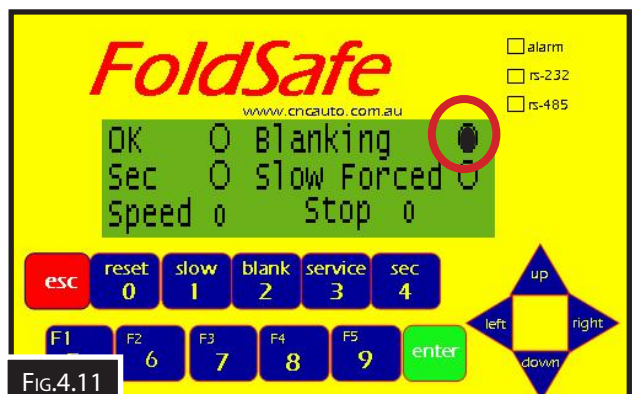 FoldSafe
www.cncauto.com.au
alarm
rs-232
rs-485
OK Blanking
Sec Slow Forced
Speed 0 Stop 0
esc
reset slow blank service sec
0 1 2 3 4
F1 F2 F3 F4 F5
6 7 8 9
enter
up
left right
down
FIG.4.11